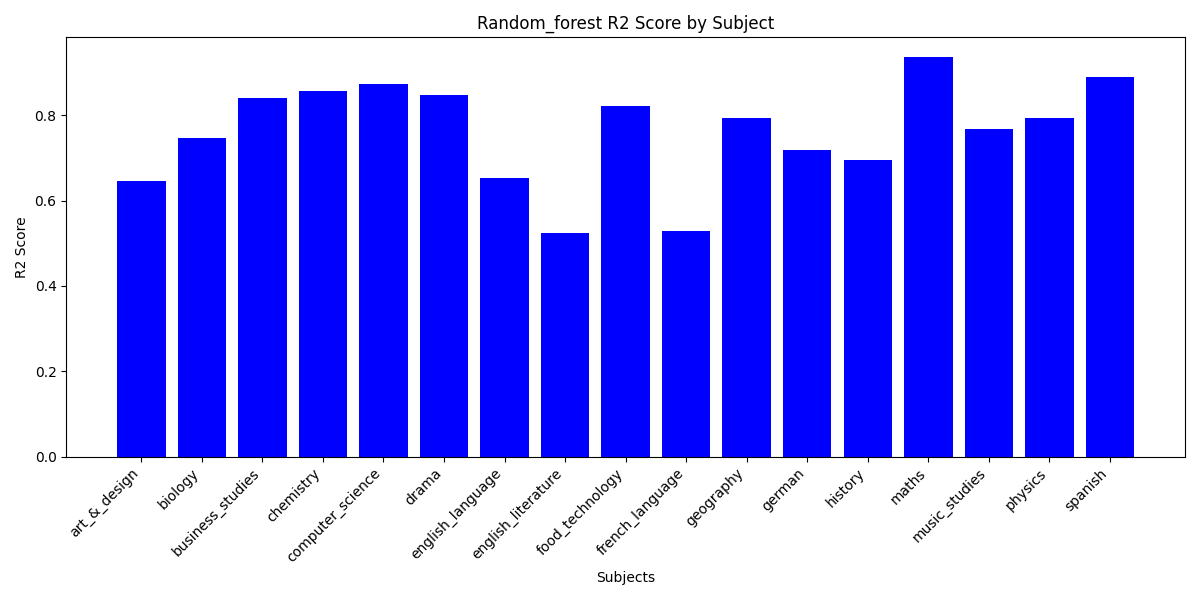 Random_forest R2 Score by Subject
R2 Score
0.8
0.6
0.4
0.2
0.0
art_&_design
biology
business_studies
chemistry
computer_science
drama
english_language
english_literature
food_technology
french_language
geography
german
history
maths
music_studies
physics
spanish
Subjects